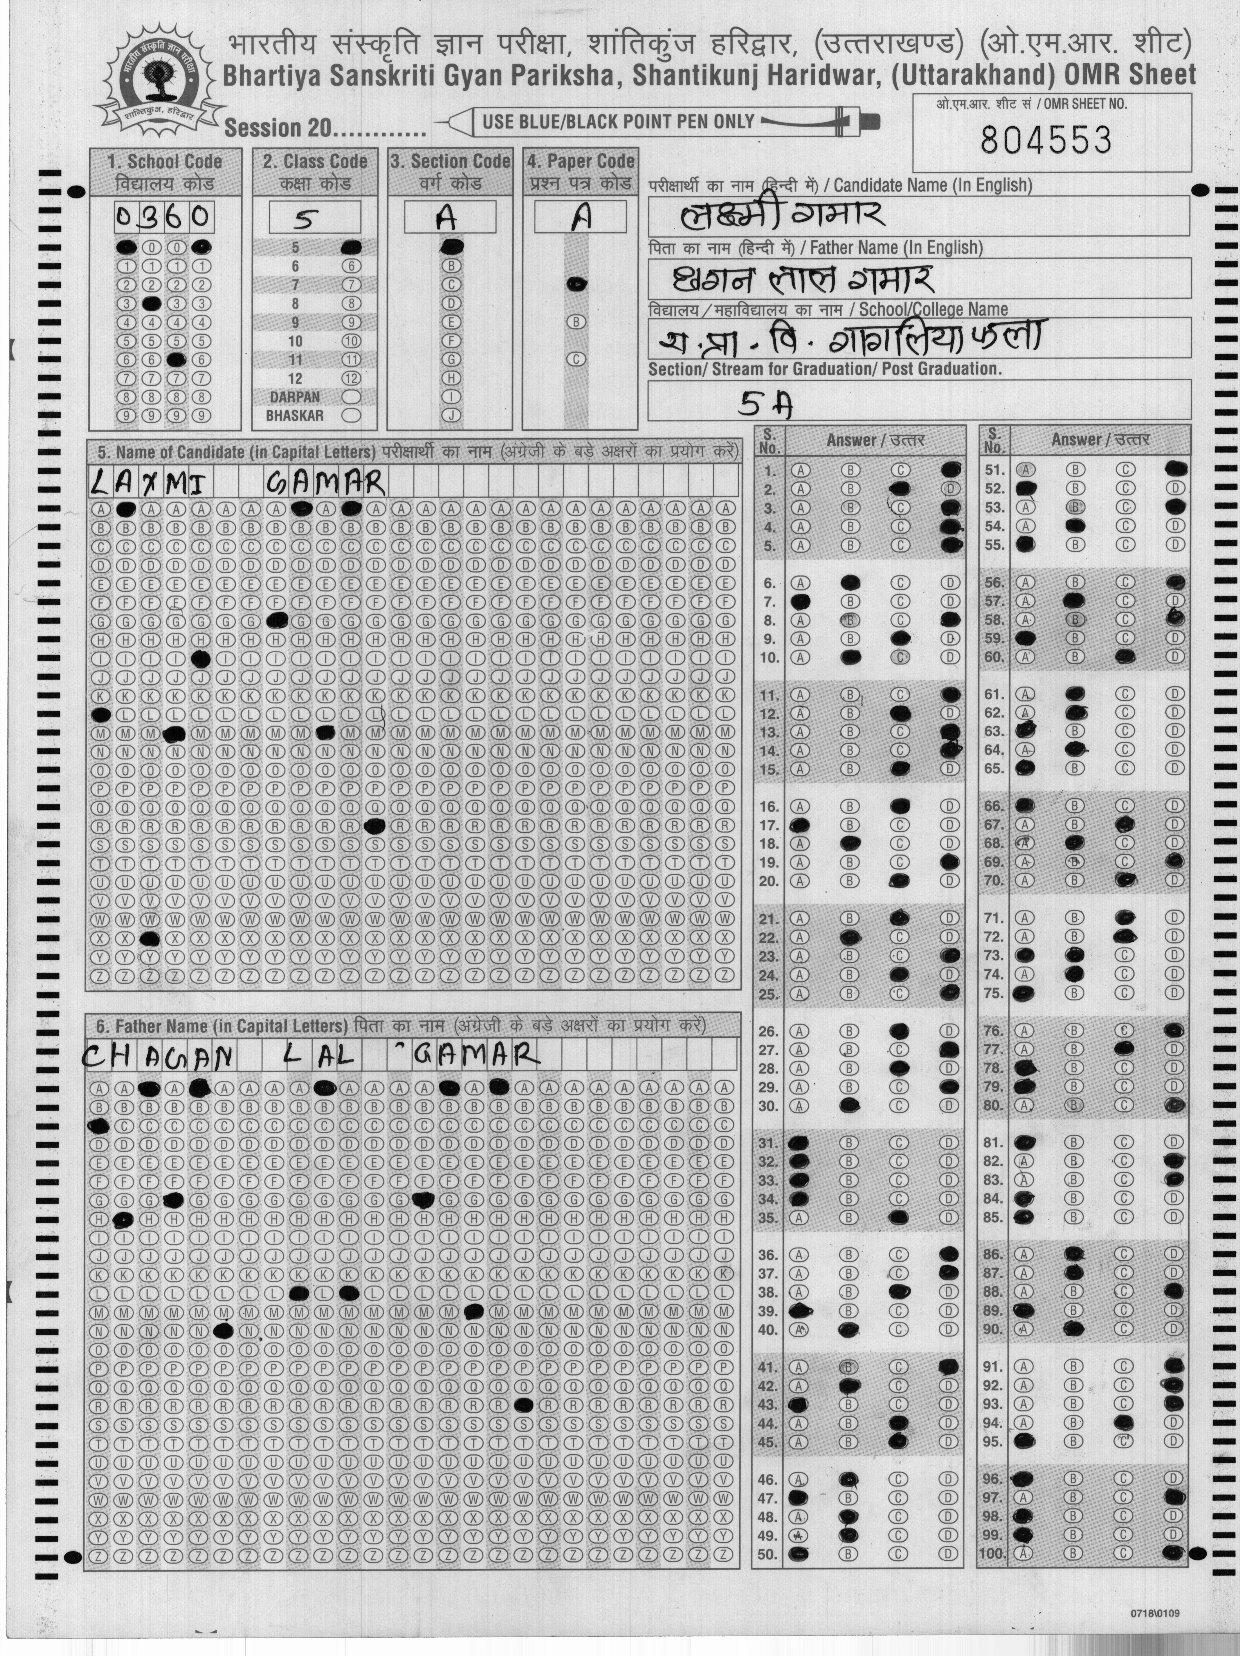 भारतीय संस्कृति ज्ञान परीक्षा, शांतिकुंज हरिद्वार, (उत्तराखण्ड) (ओ.एम.आर. शीट)
Bhartiya Sanskriti Gyan Pariksha, Shantikunj Haridwar, (Uttarakhand) OMR Sheet
Session 20............
USE BLUE/BLACK POINT PEN ONLY
ओ.एम.आर. शीट सं / OMR SHEET NO.
804553
1. School Code
विद्यालय कोड
0360
2. Class Code
कक्षा कोड
5
5
6
7
8
9
10
11
12
DARPAN
BHASKAR
3. Section Code
वर्ग कोड
A
4. Paper Code
प्रश्न पत्र कोड
A
परीक्षार्थी का नाम (हिन्दी में) / Candidate Name (In English)
लक्ष्मी गमार
पिता का नाम (हिन्दी में) / Father Name (In English)
छगन लाल गमार
विद्यालय/महाविद्यालय का नाम / School/College Name
प्रा. वि. गागलिया फला
Section/ Stream for Graduation/ Post Graduation.
5 A
5. Name of Candidate (in Capital Letters) परीक्षार्थी का नाम (अंग्रेजी के बड़े अक्षरों का प्रयोग करें)
LAXMI GAMAR
6. Father Name (in Capital Letters) पिता का नाम (अंग्रेजी के बड़े अक्षरों का प्रयोग करें)
CHAGAN LAL GAMAR
S. No. Answer / उत्तर
S. No. Answer / उत्तर
0718\0109